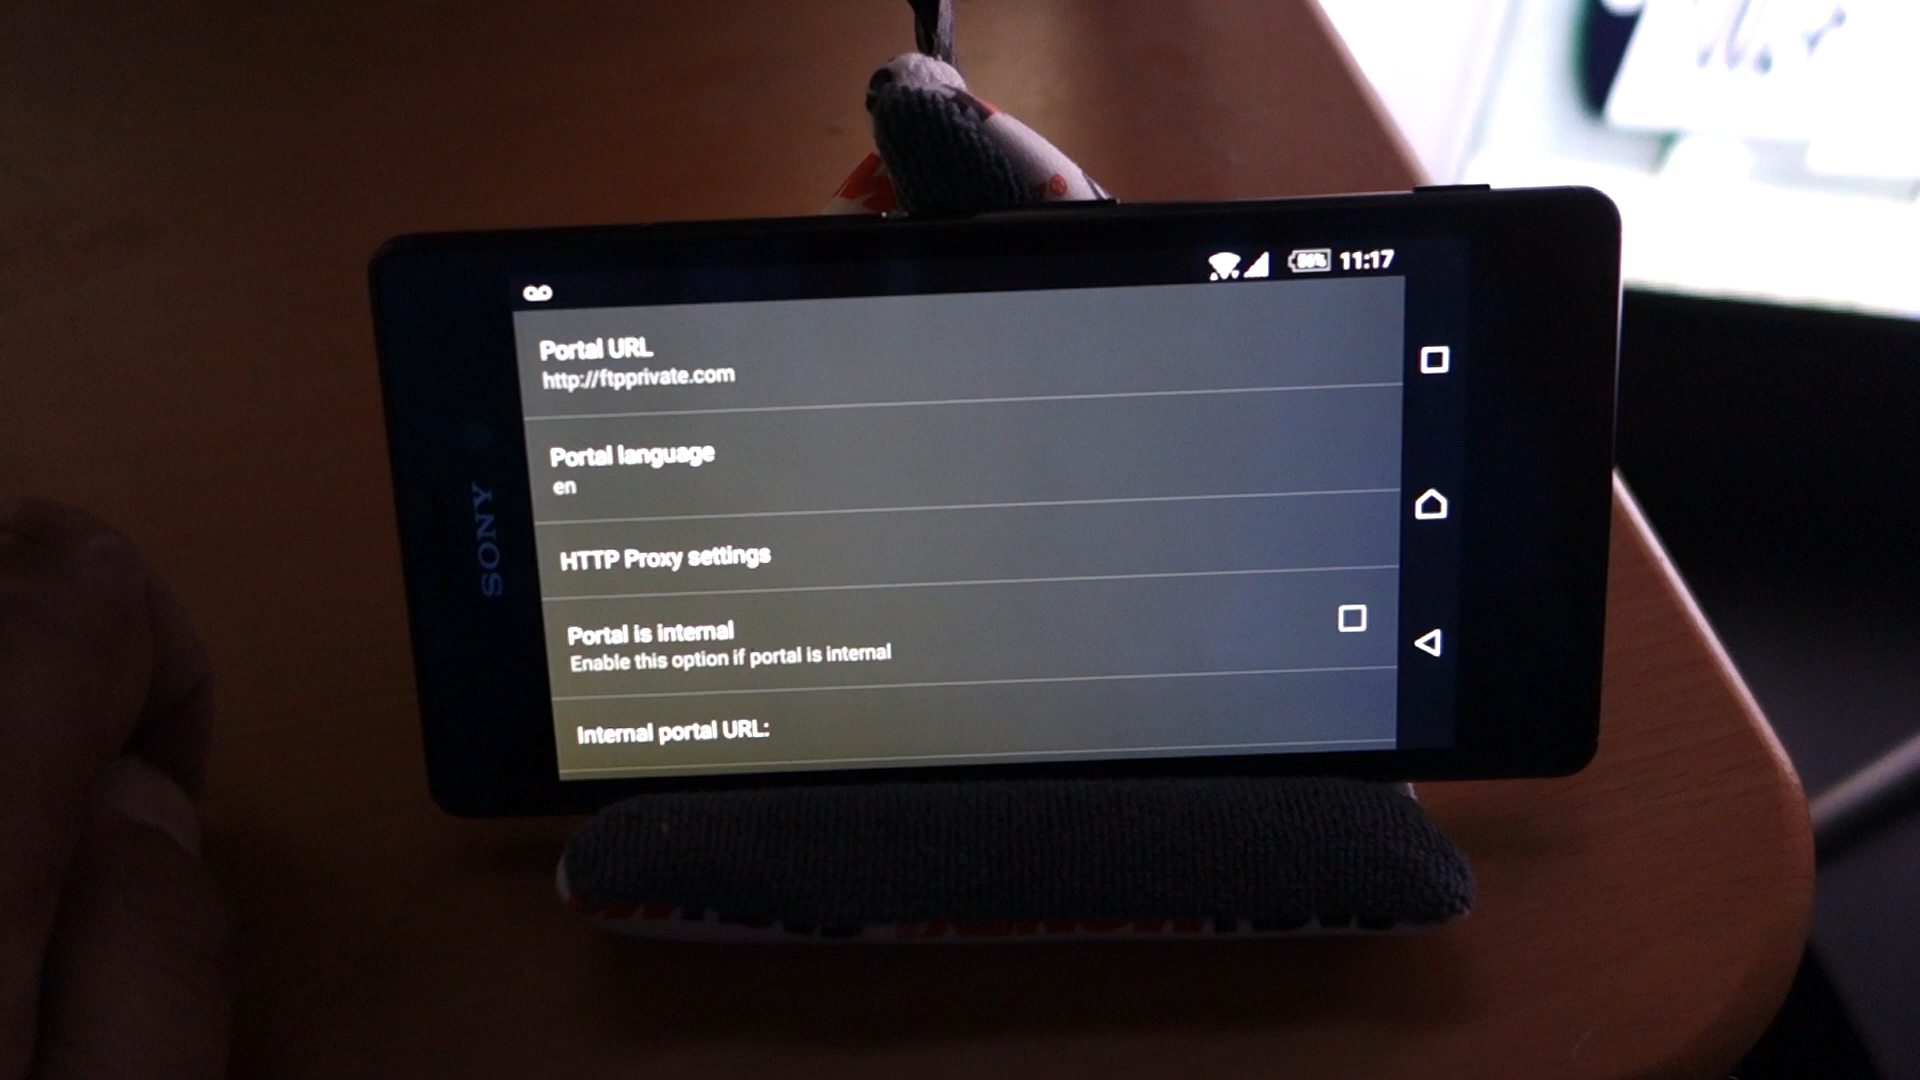 11:17
Portal URL
http://ftpprivate.com
Portal language
en
HTTP Proxy settings
Portal is internal
Enable this option if portal is internal
Internal portal URL:
SONY